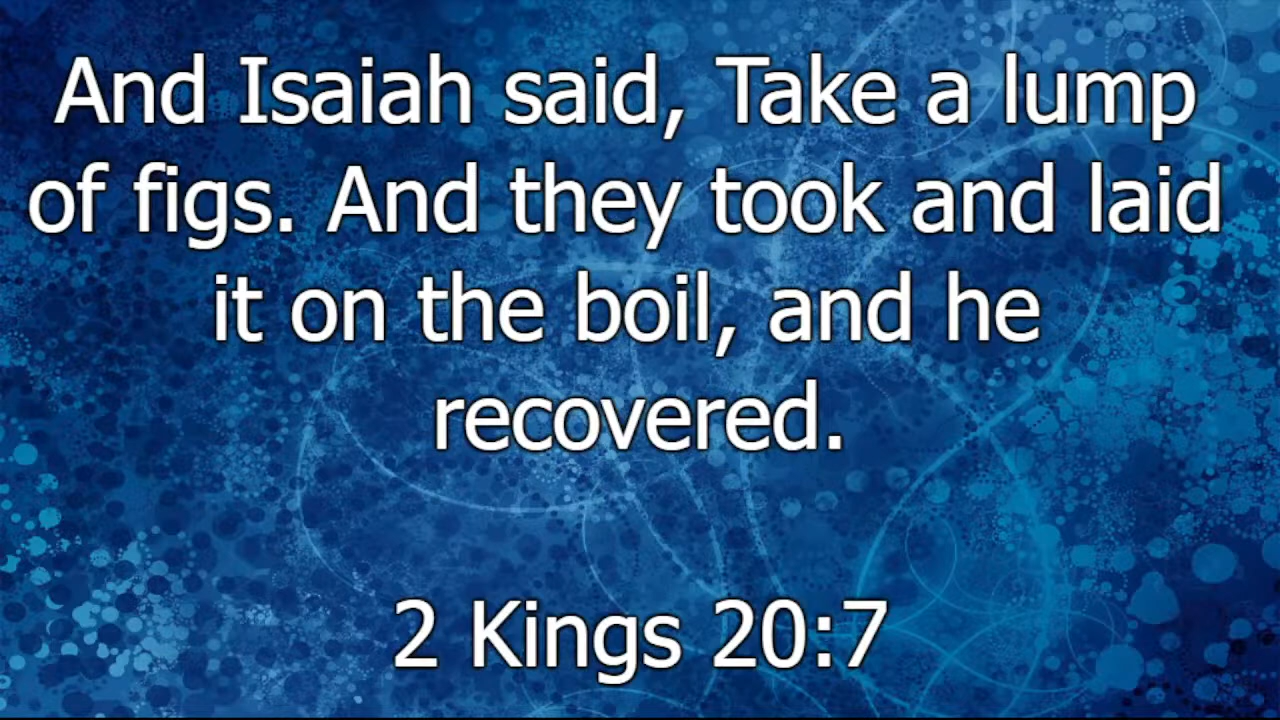 And Isaiah said, Take a lump
of figs. And they took and laid
it on the boil, and he
recovered.
2 Kings 20:7